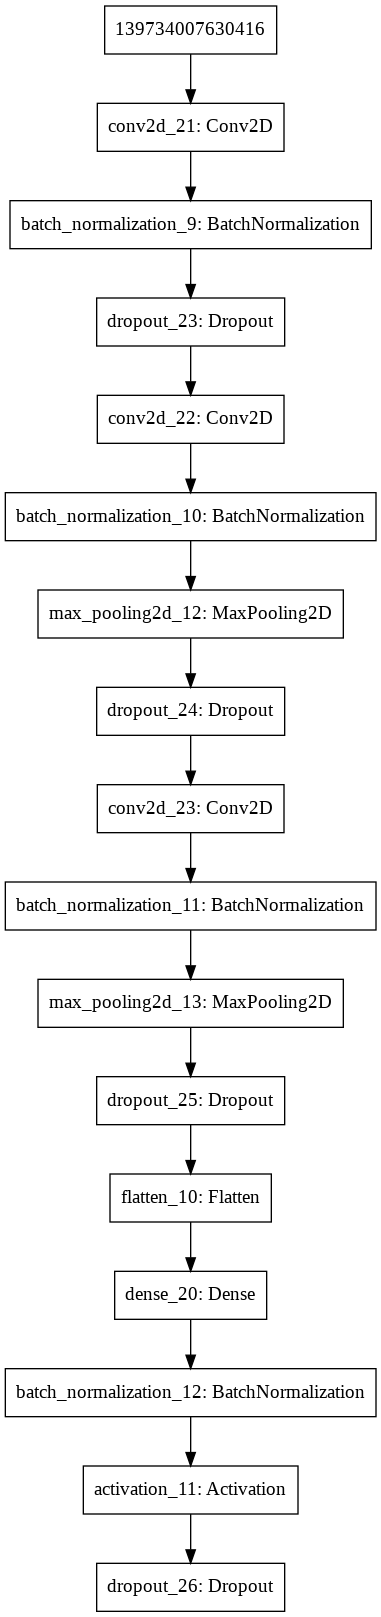 139734007630416
conv2d_21: Conv2D
batch_normalization_9: BatchNormalization
dropout_23: Dropout
conv2d_22: Conv2D
batch_normalization_10: BatchNormalization
max_pooling2d_12: MaxPooling2D
dropout_24: Dropout
conv2d_23: Conv2D
batch_normalization_11: BatchNormalization
max_pooling2d_13: MaxPooling2D
dropout_25: Dropout
flatten_10: Flatten
dense_20: Dense
batch_normalization_12: BatchNormalization
activation_11: Activation
dropout_26: Dropout